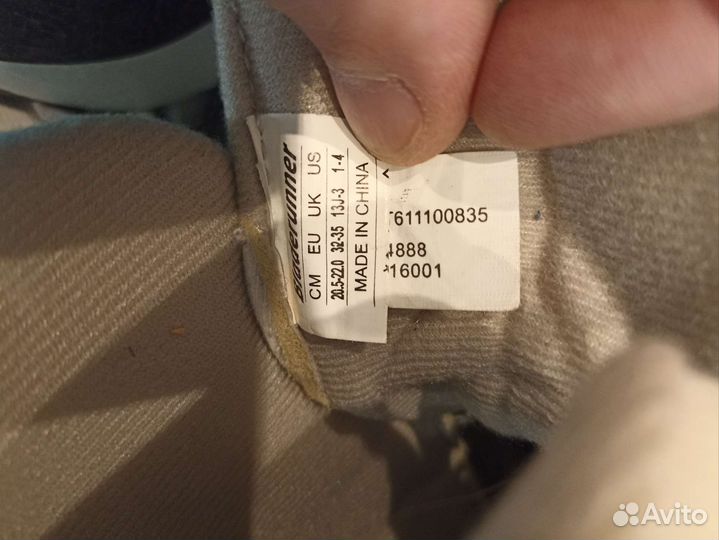 Bladerunner
CM EU UK US
20.5-22.0 32-35 13J-3 1-4
MADE IN CHINA
T611100835
4888
16001
Avito